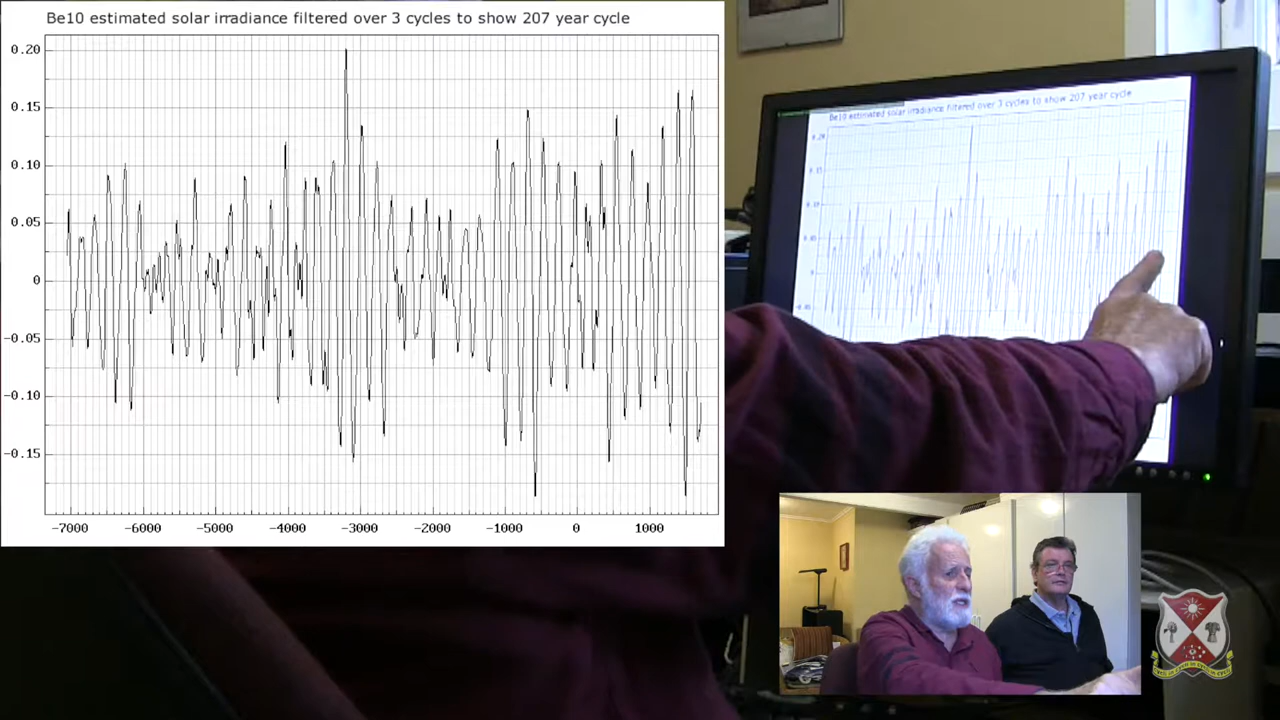 Be10 estimated solar irradiance filtered over 3 cycles to show 207 year cycle
0.20
0.15
0.10
0.05
0
-0.05
-0.10
-0.15
-7000 -6000 -5000 -4000 -3000 -2000 -1000 0 1000
Be10 estimated solar irradiance filtered over 3 cycles to show 207 year cycle